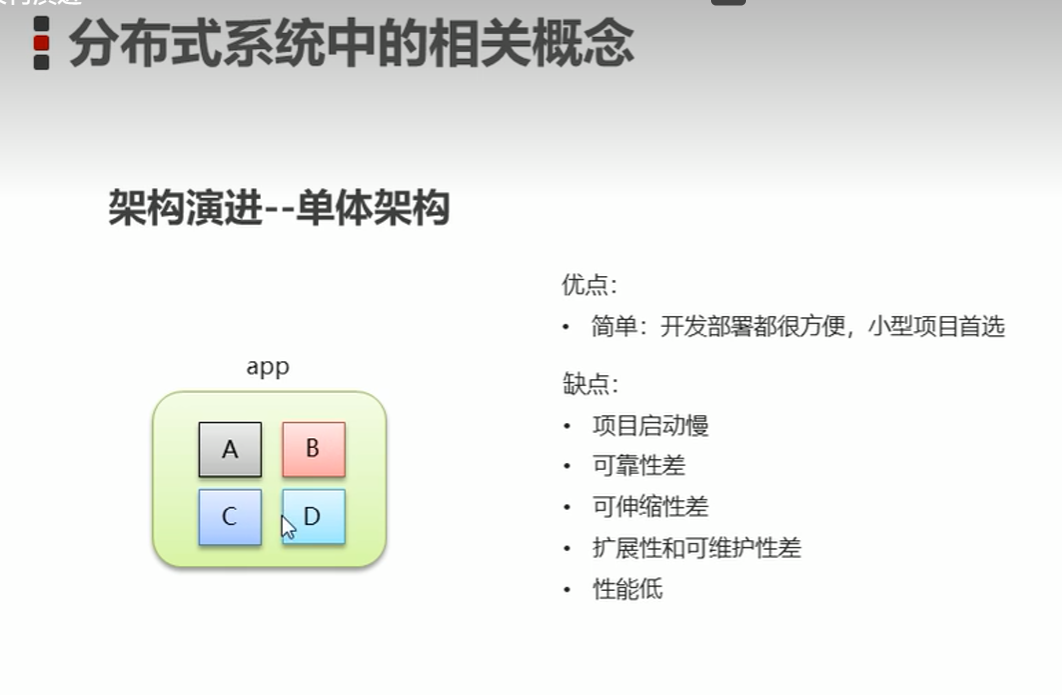 分布式系统中的相关概念
架构演进--单体架构
优点：
• 简单：开发部署都很方便，小型项目首选
app
缺点：
A B
• 项目启动慢
• 可靠性差
C D
• 可伸缩性差
• 扩展性和可维护性差
• 性能低